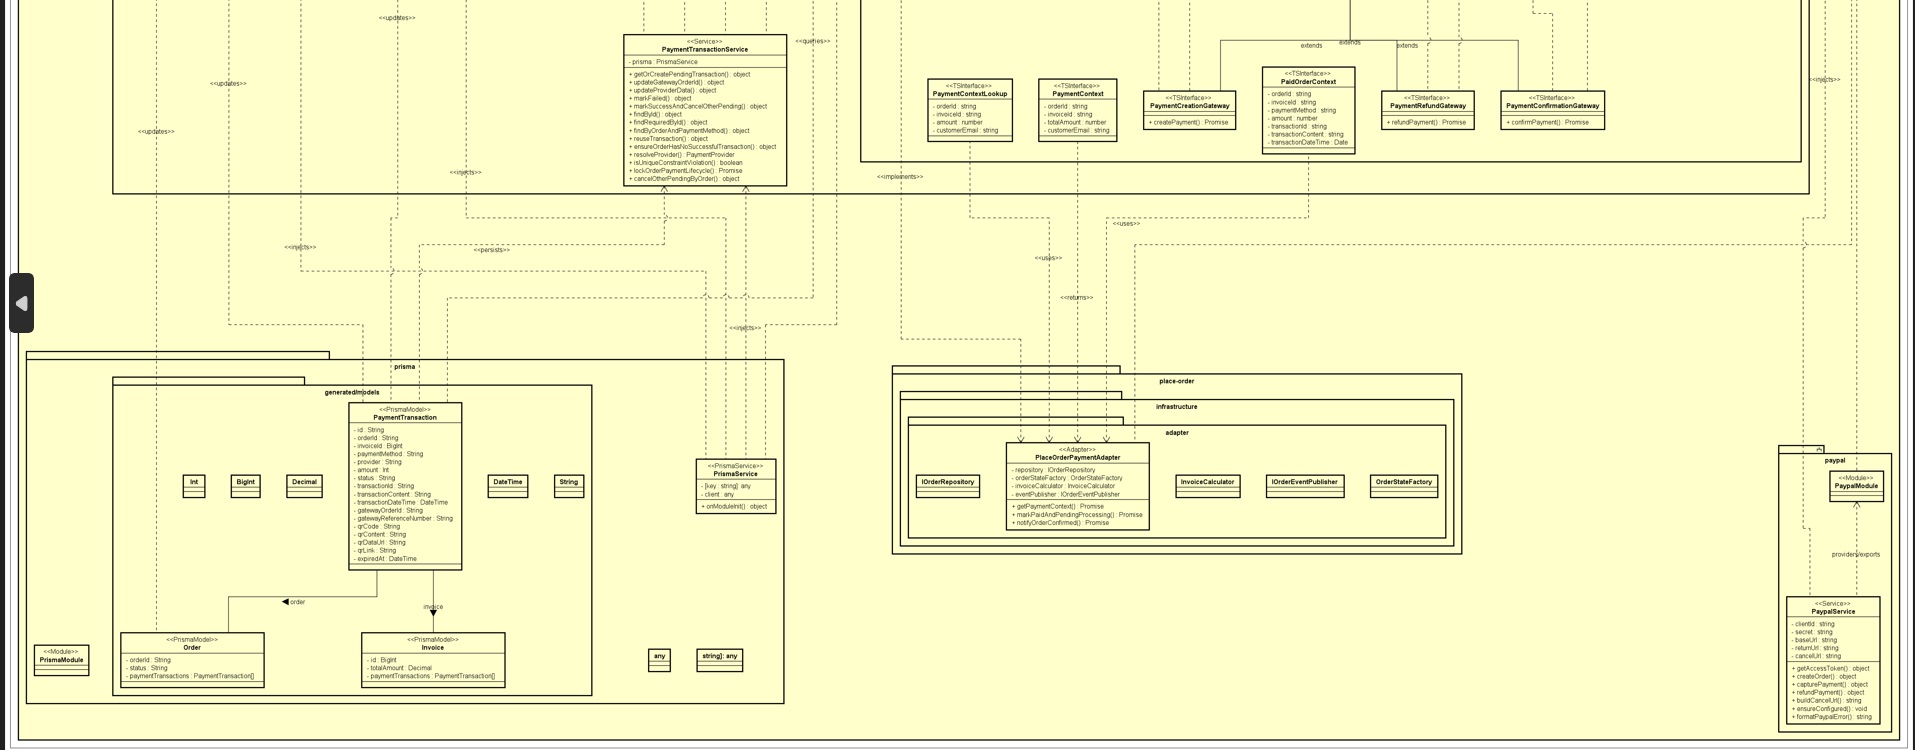 <<updates>>
<<updates>>
<<updates>>
<<injects>>
<<injects>>
<<persists>>
<<queries>>
<<injects>>
<<Service>>
PaymentTransactionService
- prisma : PrismaService
+ getOrCreatePendingTransaction() : object
+ updateGatewayOrderId() : object
+ updateProviderData() : object
+ markFailed() : object
+ markSuccessAndCancelOtherPending() : object
+ findById() : object
+ findRequiredById() : object
+ findByOrderAndPaymentMethod() : object
+ reuseTransaction() : object
+ ensureOrderHasNoSuccessfulTransaction() : object
+ resolveProvider() : PaymentProvider
+ isUniqueConstraintViolation() : boolean
+ lockOrderPaymentLifecycle() : Promise
+ cancelOtherPendingByOrder() : object
<<TSInterface>>
PaymentContextLookup
- orderId : string
- invoiceId : string
- amount : number
- customerEmail : string
<<TSInterface>>
PaymentContext
- orderId : string
- invoiceId : string
- totalAmount : number
- customerEmail : string
<<TSInterface>>
PaymentCreationGateway
+ createPayment() : Promise
extends
extends
extends
<<TSInterface>>
PaidOrderContext
- orderId : string
- invoiceId : string
- paymentMethod : string
- amount : number
- transactionId : string
- transactionContent : string
- transactionDateTime : Date
<<TSInterface>>
PaymentRefundGateway
+ refundPayment() : Promise
<<TSInterface>>
PaymentConfirmationGateway
+ confirmPayment() : Promise
<<injects>>
<<implements>>
<<uses>>
<<uses>>
<<returns>>
prisma
generated/models
<<PrismaModel>>
PaymentTransaction
- id : String
- orderId : String
- invoiceId : BigInt
- paymentMethod : String
- provider : String
- amount : Int
- status : String
- transactionId : String
- transactionContent : String
- transactionDateTime : DateTime
- gatewayOrderId : String
- gatewayReferenceNumber : String
- qrCode : String
- qrContent : String
- qrDataUrl : String
- qrLink : String
- expiredAt : DateTime
Int
BigInt
Decimal
DateTime
String
order
invoice
<<PrismaModel>>
Order
- orderId : String
- status : String
- paymentTransactions : PaymentTransaction[]
<<PrismaModel>>
Invoice
- id : BigInt
- totalAmount : Decimal
- paymentTransactions : PaymentTransaction[]
<<Module>>
PrismaModule
<<PrismaService>>
PrismaService
- [key : string] : any
- client : any
+ onModuleInit() : object
any
string]: any
place-order
infrastructure
adapter
IOrderRepository
<<Adapter>>
PlaceOrderPaymentAdapter
- repository : IOrderRepository
- orderStateFactory : OrderStateFactory
- invoiceCalculator : InvoiceCalculator
- eventPublisher : IOrderEventPublisher
+ getPaymentContext() : Promise
+ markPaidAndPendingProcessing() : Promise
+ notifyOrderConfirmed() : Promise
InvoiceCalculator
IOrderEventPublisher
OrderStateFactory
paypal
<<Module>>
PaypalModule
providers/exports
<<Service>>
PaypalService
- clientId : string
- secret : string
- baseUrl : string
- returnUrl : string
- cancelUrl : string
+ getAccessToken() : object
+ createOrder() : object
+ capturePayment() : object
+ refundPayment() : object
+ buildCancelUrl() : string
+ ensureConfigured() : void
+ formatPaypalError() : string